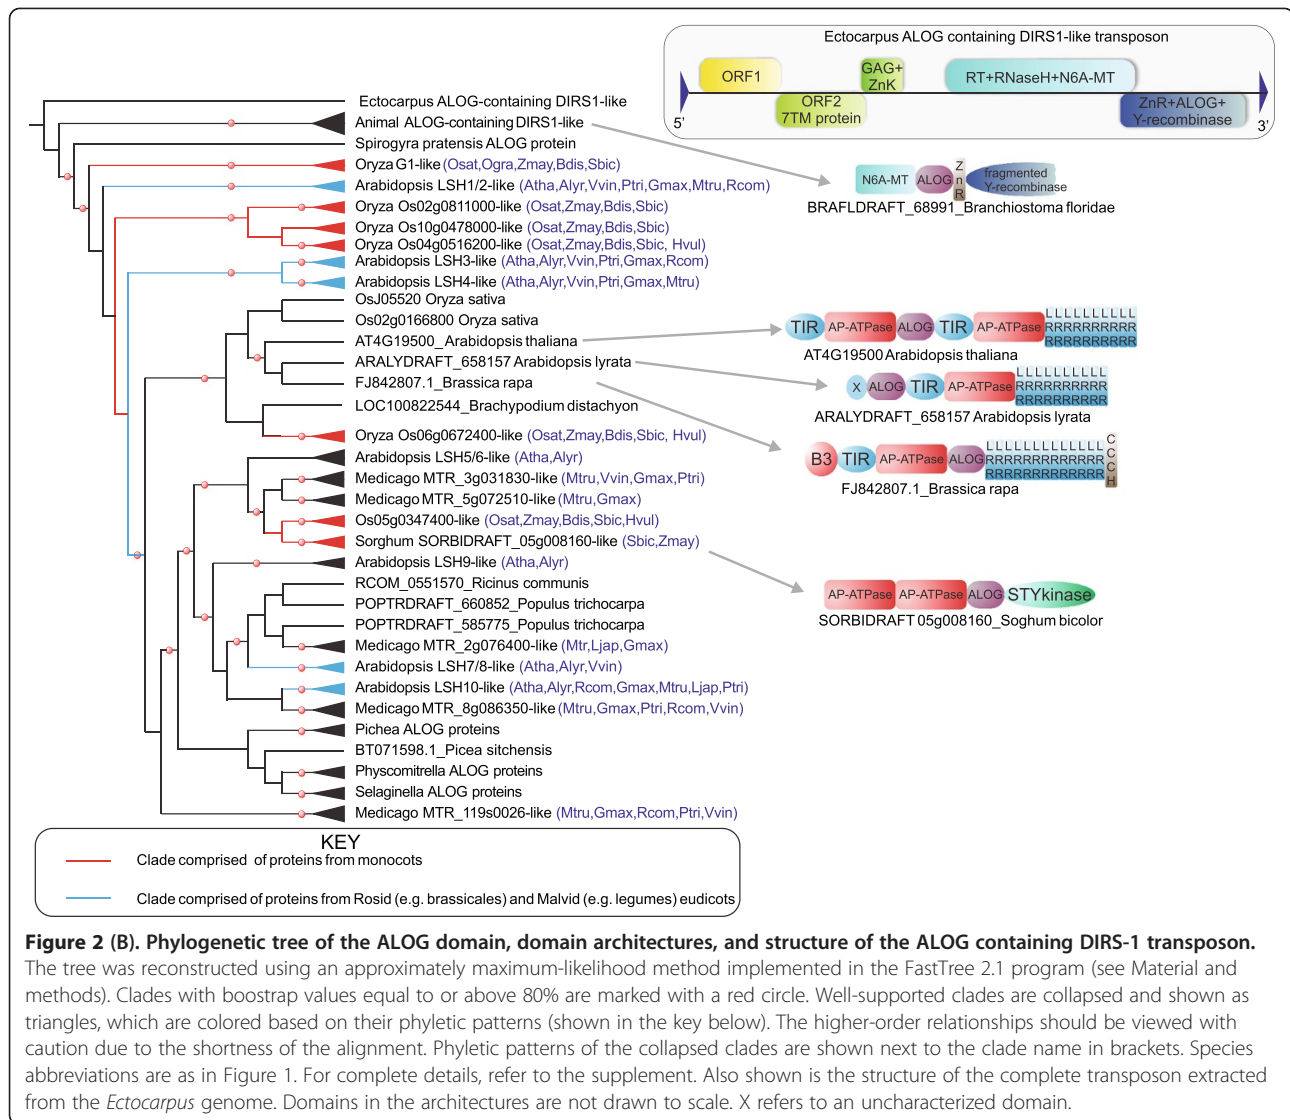 Ectocarpus ALOG containing DIRS1-like transposon
ORF1
ORF2
7TM protein
GAG+
ZnK
RT+RNaseH+N6A-MT
ZnR+ALOG+
Y-recombinase
5'
3'
Ectocarpus ALOG-containing DIRS1-like
Animal ALOG-containing DIRS1-like
Spirogyra pratensis ALOG protein
Oryza G1-like (Osat,Ogra,Zmay,Bdis,Sbic)
Arabidopsis LSH1/2-like (Atha,Alyr,Vvin,Ptri,Gmax,Mtru,Rcom)
Oryza Os02g0811000-like (Osat,Zmay,Bdis,Sbic)
Oryza Os10g0478000-like (Osat,Zmay,Bdis,Sbic)
Oryza Os04g0516200-like (Osat,Zmay,Bdis,Sbic, Hvul)
Arabidopsis LSH3-like (Atha,Alyr,Vvin,Ptri,Gmax,Rcom)
Arabidopsis LSH4-like (Atha,Alyr,Vvin,Ptri,Gmax,Mtru)
OsJ05520 Oryza sativa
Os02g0166800 Oryza sativa
AT4G19500_Arabidopsis thaliana
ARALYDRAFT_658157 Arabidopsis lyrata
FJ842807.1_Brassica rapa
LOC100822544_Brachypodium distachyon
Oryza Os06g0672400-like (Osat,Zmay,Bdis,Sbic, Hvul)
Arabidopsis LSH5/6-like (Atha,Alyr)
Medicago MTR_3g031830-like (Mtru,Vvin,Gmax,Ptri)
Medicago MTR_5g072510-like (Mtru,Gmax)
Os05g0347400-like (Osat,Zmay,Bdis,Sbic,Hvul)
Sorghum SORBIDRAFT_05g008160-like (Sbic,Zmay)
Arabidopsis LSH9-like (Atha,Alyr)
RCOM_0551570_Ricinus communis
POPTRDRAFT_660852_Populus trichocarpa
POPTRDRAFT_585775_Populus trichocarpa
Medicago MTR_2g076400-like (Mtr,Ljap,Gmax)
Arabidopsis LSH7/8-like (Atha,Alyr,Vvin)
Arabidopsis LSH10-like (Atha,Alyr,Rcom,Gmax,Mtru,Ljap,Ptri)
Medicago MTR_8g086350-like (Mtru,Gmax,Ptri,Rcom,Vvin)
Pichea ALOG proteins
BT071598.1_Picea sitchensis
Physcomitrella ALOG proteins
Selaginella ALOG proteins
Medicago MTR_119s0026-like (Mtru,Gmax,Rcom,Ptri,Vvin)
N6A-MT ALOG ZnR fragmented
Y-recombinase
BRAFLDRAFT_68991_Branchiostoma floridae
TIR AP-ATPase ALOG TIR AP-ATPase LLLLLLLLLL
RRRRRRRRRR
RRRRRRRRRR
AT4G19500 Arabidopsis thaliana
X ALOG TIR AP-ATPase LLLLLLLLLL
RRRRRRRRRR
RRRRRRRRRR
ARALYDRAFT_658157 Arabidopsis lyrata
B3 TIR AP-ATPase ALOG LLLLLLLLLL
RRRRRRRRRR
RRRRRRRRRR
CCCH
FJ842807.1_Brassica rapa
AP-ATPase AP-ATPase ALOG STYkinase
SORBIDRAFT 05g008160_Soghum bicolor
KEY
Clade comprised of proteins from monocots
Clade comprised of proteins from Rosid (e.g. brassicales) and Malvid (e.g. legumes) eudicots
Figure 2 (B). Phylogenetic tree of the ALOG domain, domain architectures, and structure of the ALOG containing DIRS-1 transposon.
The tree was reconstructed using an approximately maximum-likelihood method implemented in the FastTree 2.1 program (see Material and
methods). Clades with boostrap values equal to or above 80% are marked with a red circle. Well-supported clades are collapsed and shown as
triangles, which are colored based on their phyletic patterns (shown in the key below). The higher-order relationships should be viewed with
caution due to the shortness of the alignment. Phyletic patterns of the collapsed clades are shown next to the clade name in brackets. Species
abbreviations are as in Figure 1. For complete details, refer to the supplement. Also shown is the structure of the complete transposon extracted
from the Ectocarpus genome. Domains in the architectures are not drawn to scale. X refers to an uncharacterized domain.